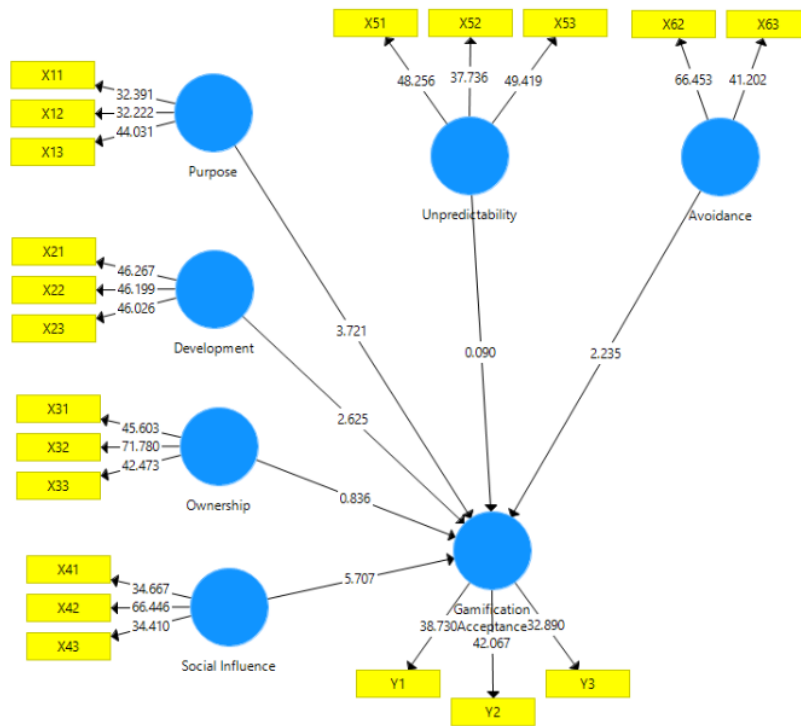 X51
X52
X53
X62
X63
48.256
37.736
49.419
66.453
41.202
Unpredictability
Avoidance
X11
X12
X13
32.391
32.222
44.031
Purpose
X21
X22
X23
46.267
46.199
46.026
Development
X31
X32
X33
45.603
71.780
42.473
Ownership
X41
X42
X43
34.667
66.446
34.410
Social Influence
3.721
2.625
0.836
5.707
0.090
2.235
Gamification
Acceptance
38.730
42.067
32.890
Y1
Y2
Y3